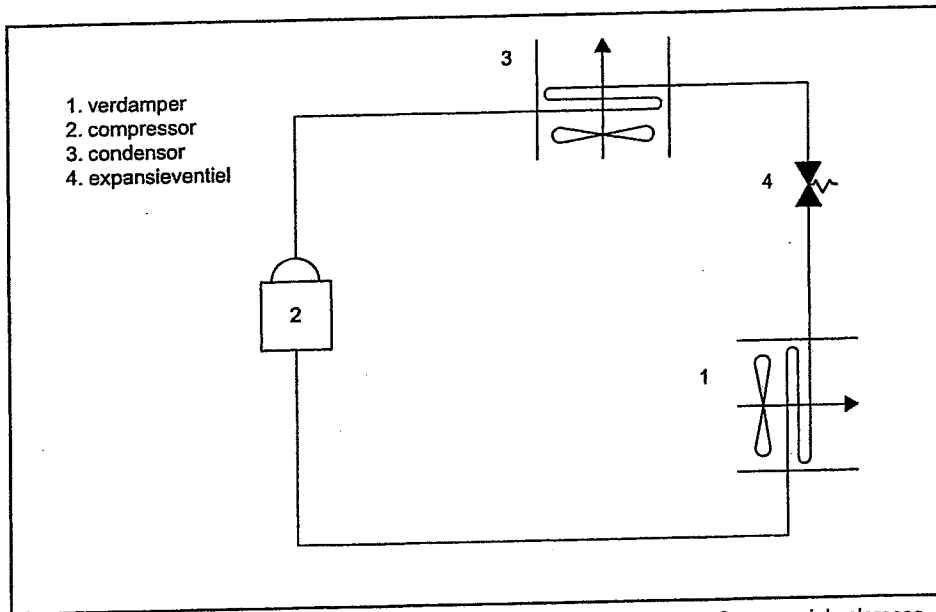 1. verdamper
2. compressor
3. condensor
4. expansieventiel
3
4
2
1